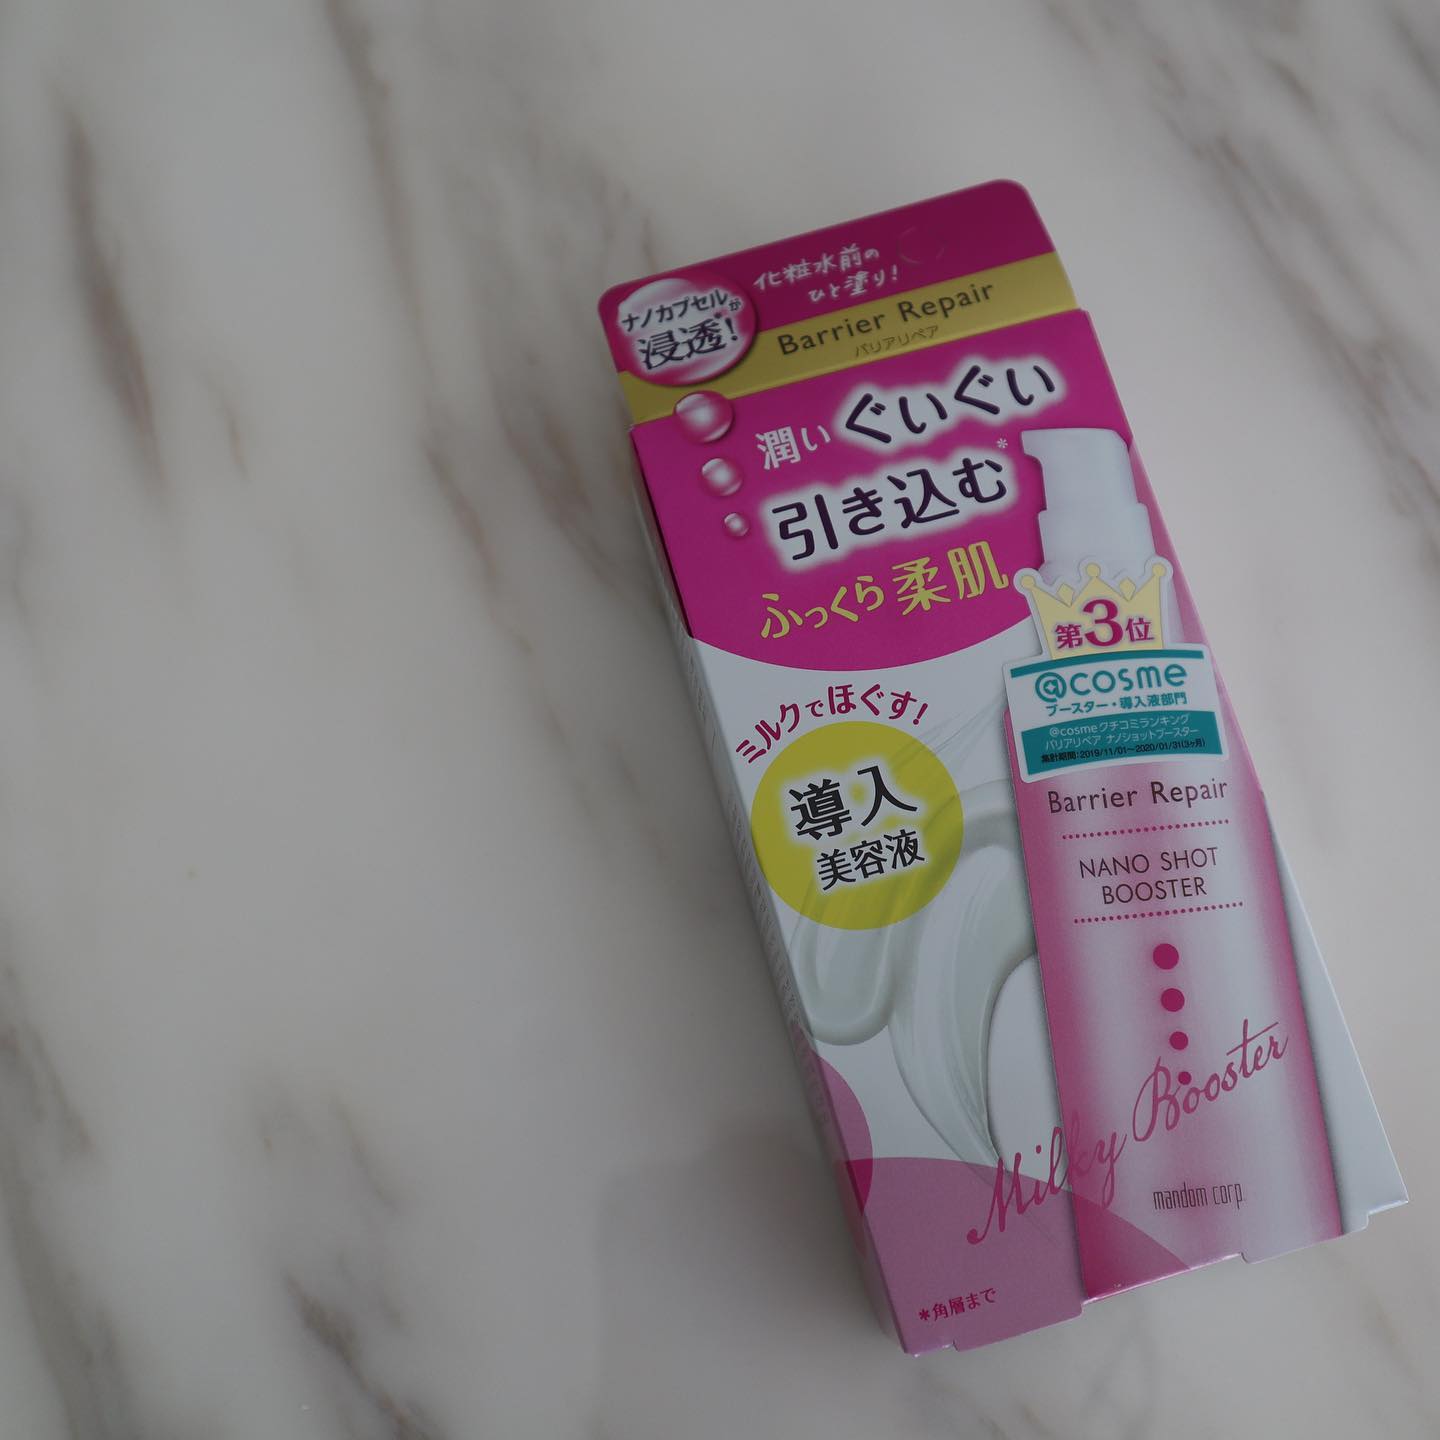 化粧水前の
ひと塗り!
ナノカプセルが
浸透*!
Barrier Repair
バリアリペア
潤いぐいぐい
引き込む*
ふっくら柔肌
第3位
@cosme
ブースター・導入液部門
@cosmeクチコミランキング
バリアリペア ナノショットブースター
集計期間:2019/11/01〜2020/01/31(3ヶ月)
ミルクでほぐす!
導入
美容液
Barrier Repair
NANO SHOT
BOOSTER
Milky Booster
mandom corp.
*角層まで